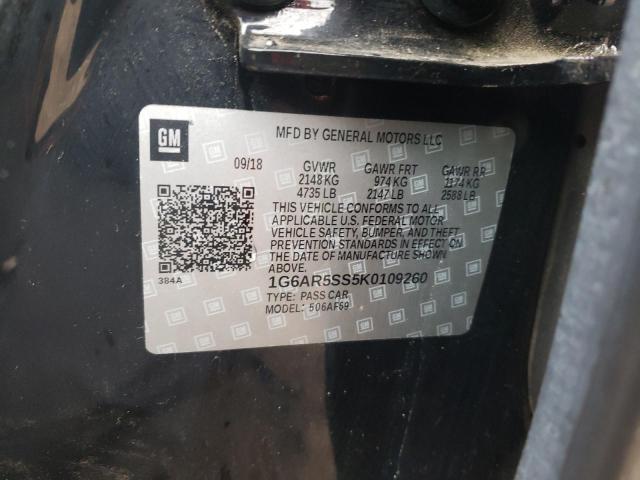 GM
MFD BY GENERAL MOTORS LLC
09/18 GVWR GAWR FRT GAWR RR
2148 KG 974 KG 1174 KG
4735 LB 2147 LB 2588 LB
THIS VEHICLE CONFORMS TO ALL
APPLICABLE U.S. FEDERAL MOTOR
VEHICLE SAFETY, BUMPER, AND THEFT
PREVENTION STANDARDS IN EFFECT ON
THE DATE OF MANUFACTURE SHOWN
ABOVE.
384A
1G6AR5SS5K0109260
TYPE: PASS CAR
MODEL: 506AF69